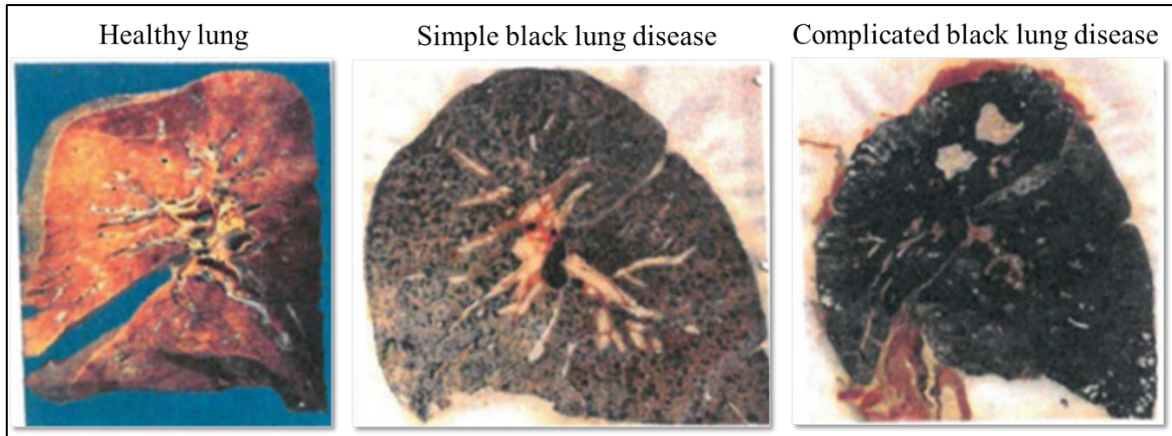 Healthy lung
Simple black lung disease
Complicated black lung disease